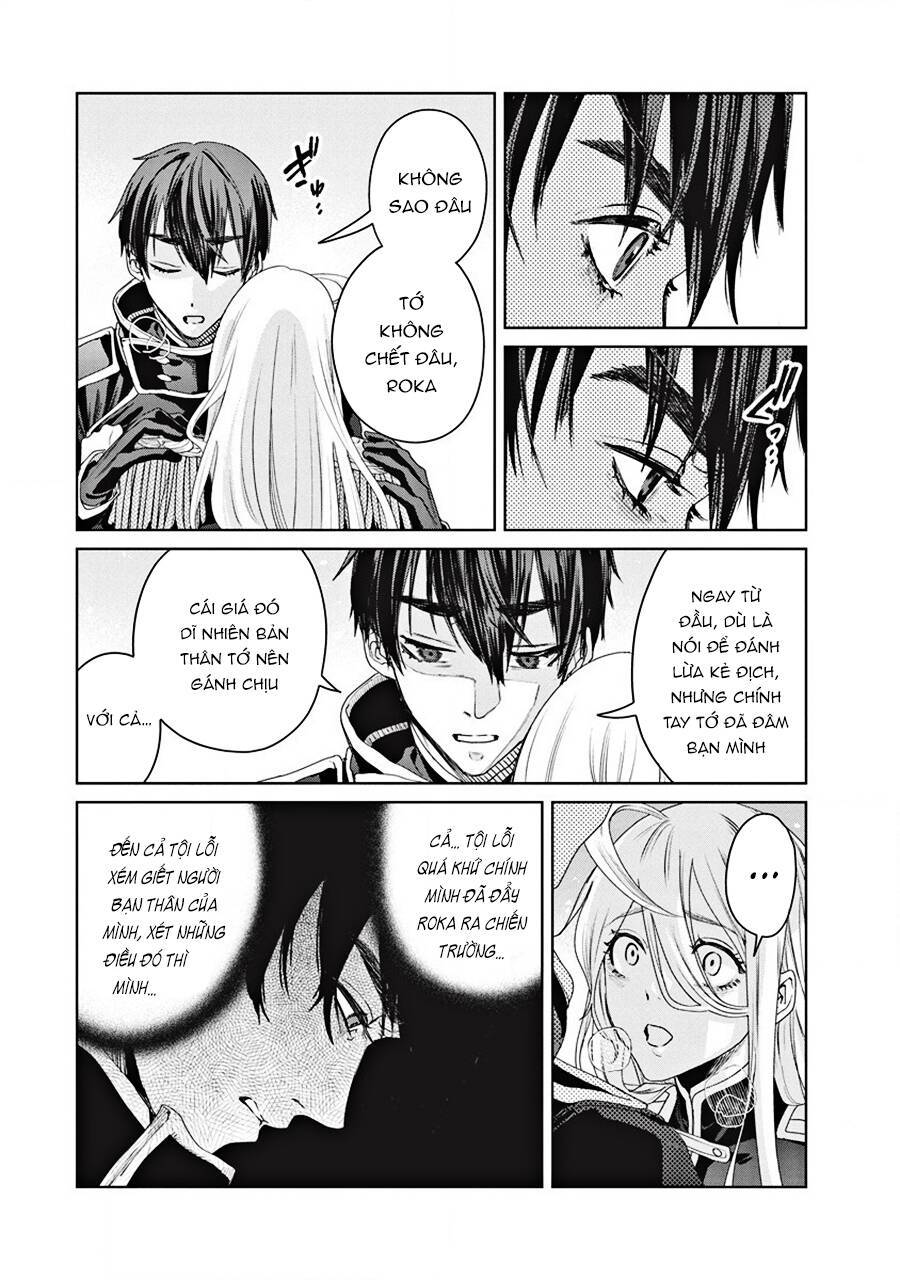 KHÔNG
SAO ĐÂU
TỚ
KHÔNG
CHẾT ĐÂU,
ROKA
NGAY TỪ
ĐẦU, DÙ LÀ
NÓI ĐỂ ĐÁNH
LỪA KẺ ĐỊCH,
NHƯNG CHÍNH
TAY TỚ ĐÃ ĐÂM
BẠN MÌNH
CÁI GIÁ ĐÓ
DĨ NHIÊN BẢN
THÂN TỚ NÊN
GÁNH CHỊU
VỚI CẢ...
...
CẢ... TỘI LỖI
QUÁ KHỨ CHÍNH
MÌNH ĐÃ ĐẨY
ROKA RA CHIẾN
TRƯỜNG...
ĐẾN CẢ TỘI LỖI
XÉM GIẾT NGƯỜI
BẠN THÂN CỦA
MÌNH, XÉT NHỮNG
ĐIỀU ĐÓ THÌ
MÌNH...